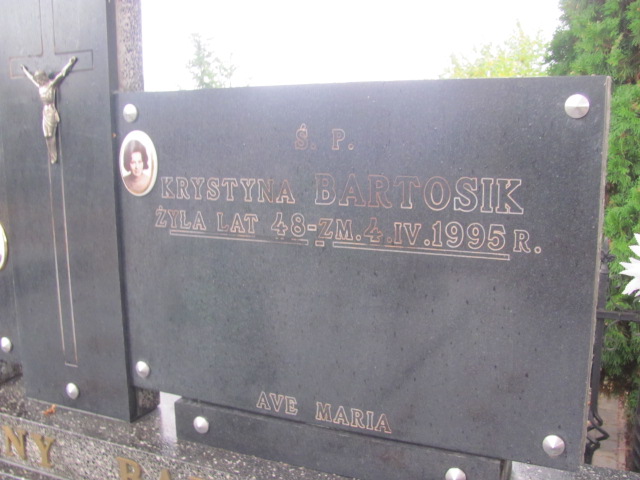 Ś. P.
KRYSTYNA BARTOSIK
ŻYŁA LAT 48-ZM.4.IV.1995 R.
AVE MARIA